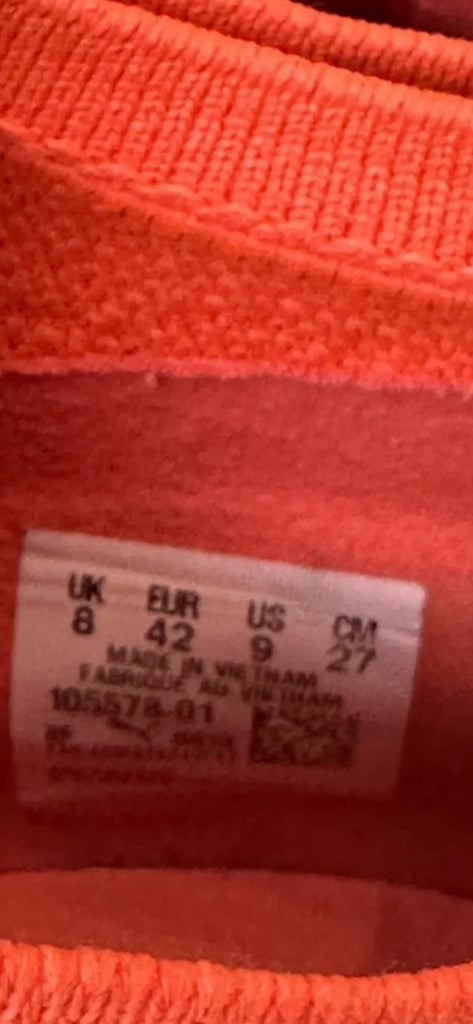 UK EUR US CM
8 42 9 27
MADE IN VIETNAM
FABRIQUÉ AU VIETNAM
105578-01